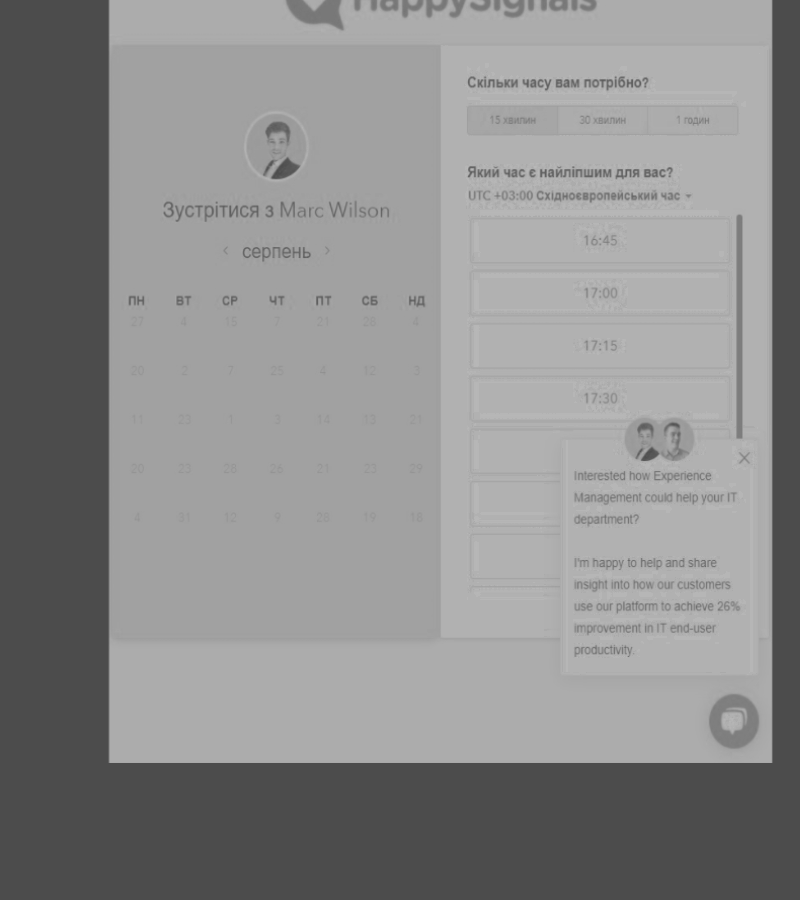 HappySignals
Зустрітися з Marc Wilson
серпень
ПН ВТ СР ЧТ ПТ СБ НД
27 4 15 7 21 28 4
20 2 7 25 4 12 3
11 23 1 3 14 13 21
20 23 28 26 21 23 29
4 31 12 9 28 19 18
Скільки часу вам потрібно?
15 хвилин 30 хвилин 1 годин
Який час є найліпшим для вас?
UTC +03:00 Східноєвропейський час
16:45
17:00
17:15
17:30
Interested how Experience
Management could help your IT
department?
I'm happy to help and share
insight into how our customers
use our platform to achieve 26%
improvement in IT end-user
productivity.